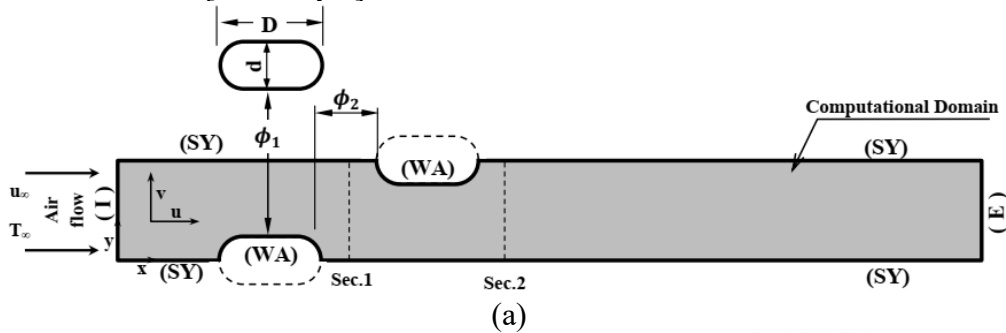 D
d
ϕ₂
ϕ₁
Computational Domain
(SY)
(SY)
(WA)
u∞
Air
flow
( I )
v
u
( E )
T∞
y
(WA)
x
(SY)
Sec.1
Sec.2
(SY)
(a)